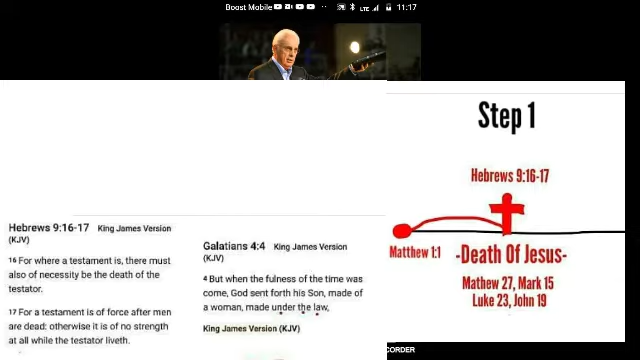 Boost Mobile
LTE
11:17
Step 1
Hebrews 9:16-17
Matthew 1:1
-Death Of Jesus-
Mathew 27, Mark 15
Luke 23, John 19
Hebrews 9:16-17 King James Version
(KJV)
16 For where a testament is, there must
also of necessity be the death of the
testator.
17 For a testament is of force after men
are dead: otherwise it is of no strength
at all while the testator liveth.
Galatians 4:4 King James Version
(KJV)
4 But when the fulness of the time was
come, God sent forth his Son, made of
a woman, made under the law,
King James Version (KJV)
CORDER